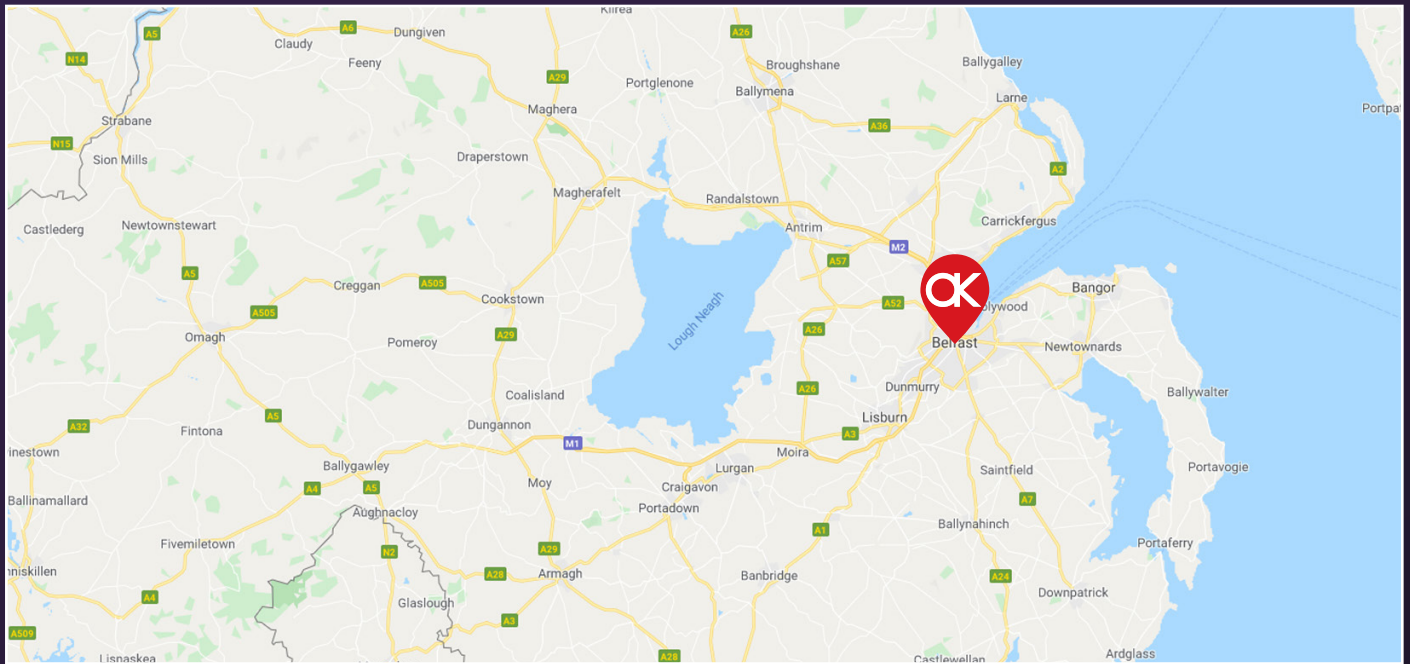 Kilrea
A5
A6
Dungiven
A26
Claudy
N14
Feeny
Broughshane
Ballygalley
A29
Portglenone
Ballymena
Larne
Maghera
Portpa
Strabane
A36
N15
Sion Mills
Draperstown
A2
Magherafelt
Randalstown
Castlederg
Newtownstewart
Antrim
Carrickfergus
M2
A57
A5
A505
Creggan
Bangor
ak
Cookstown
A52
olywood
A505
A29
Lough Neagh
A26
Omagh
Pomeroy
Belfast
Newtownards
Dunmurry
A26
Coalisland
Ballywalter
A5
Lisburn
A32
Fintona
Dungannon
A3
M1
inestown
Moira
Ballygawley
Lurgan
Saintfield
Portavogie
A4
A5
Moy
Craigavon
Ballinamallard
A7
Portadown
Aughnacloy
Ballynahinch
A1
Fivemiletown
N2
A29
Portaferry
nniskillen
A28
Armagh
Banbridge
A24
A4
Glaslough
Downpatrick
A3
A509
Lisnaskea
A28
Castlewellan
Ardglass